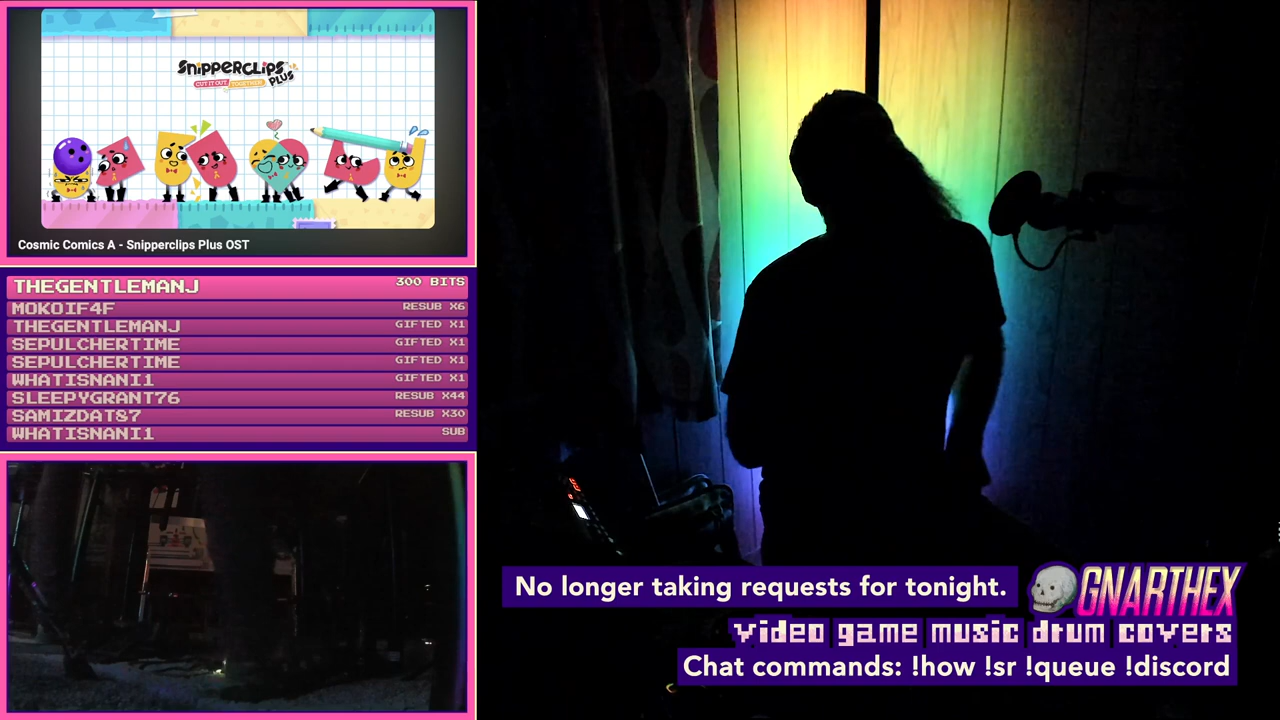 SNIPPERCLIPS
CUT IT OUT, TOGETHER!
PLUS
Cosmic Comics A - Snipperclips Plus OST
THEGENTLEMANJ 300 BITS
MOKOIF4F RESUB X6
THEGENTLEMANJ GIFTED X1
SEPULCHERTIME GIFTED X1
SEPULCHERTIME GIFTED X1
WHATISNANI1 GIFTED X1
SLEEPYGRANT76 RESUB X44
SAMIZDAT87 RESUB X30
WHATISNANI1 SUB
No longer taking requests for tonight.
GNARTHEX
video game music drum covers
Chat commands: !how !sr !queue !discord